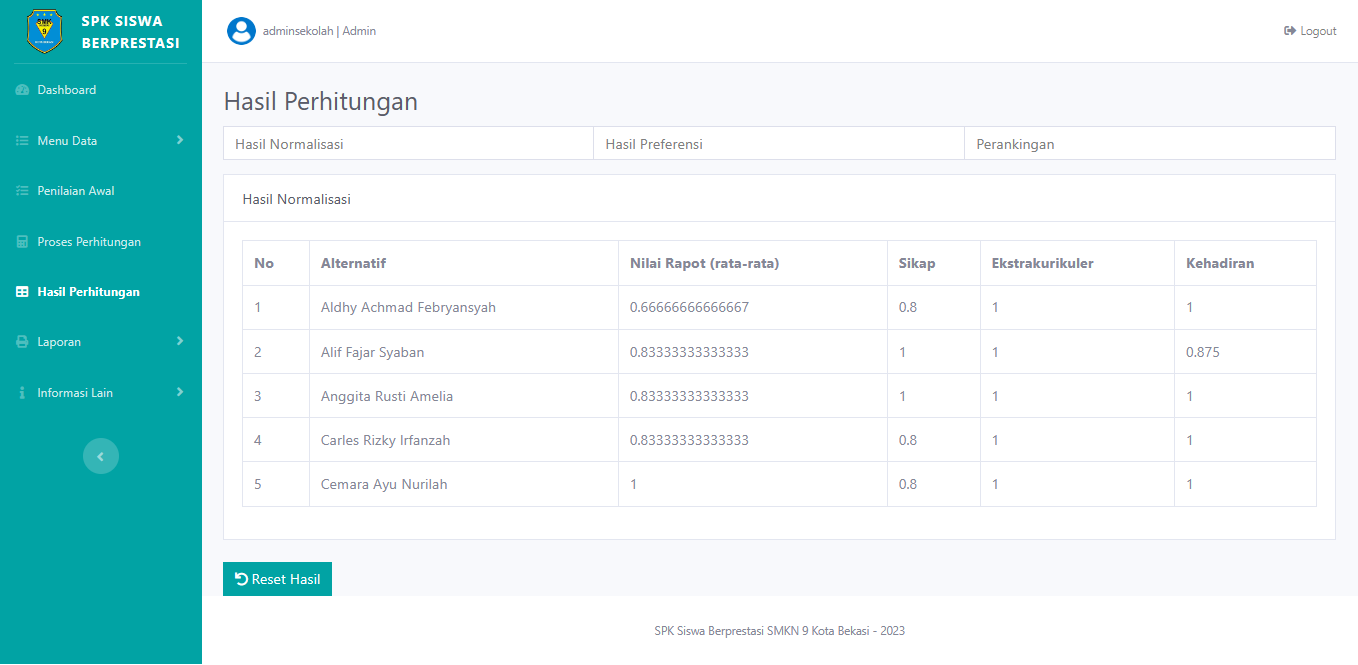 SMK
9
SPK SISWA
BERPRESTASI
Dashboard
Menu Data
Penilaian Awal
Proses Perhitungan
Hasil Perhitungan
Laporan
Informasi Lain
adminsekolah | Admin
Logout
Hasil Perhitungan
Hasil Normalisasi Hasil Preferensi Perankingan
Hasil Normalisasi
No Alternatif Nilai Rapot (rata-rata) Sikap Ekstrakurikuler Kehadiran
1 Aldhy Achmad Febryansyah 0.66666666666667 0.8 1 1
2 Alif Fajar Syaban 0.83333333333333 1 1 0.875
3 Anggita Rusti Amelia 0.83333333333333 1 1 1
4 Carles Rizky Irfanzah 0.83333333333333 0.8 1 1
5 Cemara Ayu Nurilah 1 0.8 1 1
Reset Hasil
SPK Siswa Berprestasi SMKN 9 Kota Bekasi - 2023